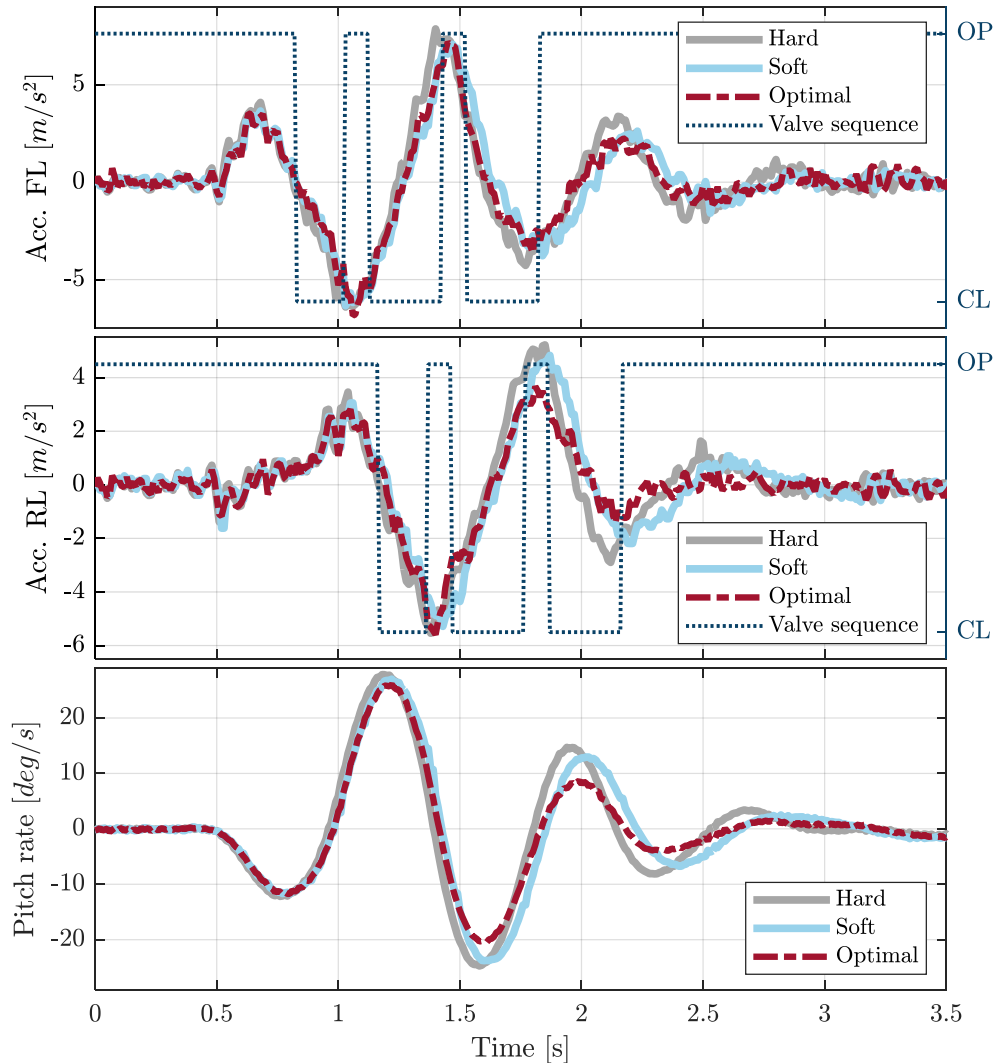 Acc. FL [m/s²]
5
0
-5
Hard
Soft
Optimal
Valve sequence
OP
CL
Acc. RL [m/s²]
4
2
0
-2
-4
-6
Hard
Soft
Optimal
Valve sequence
OP
CL
Pitch rate [deg/s]
20
10
0
-10
-20
Hard
Soft
Optimal
0 0.5 1 1.5 2 2.5 3 3.5
Time [s]